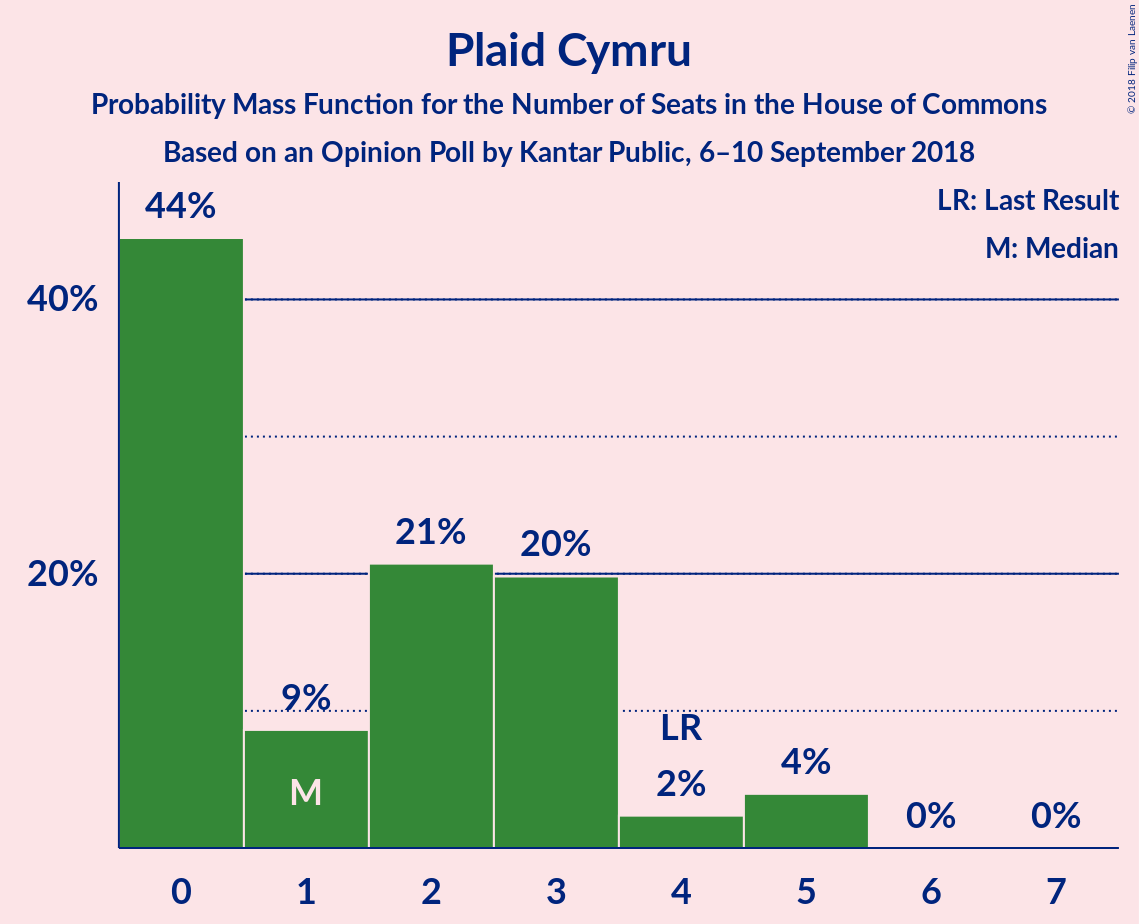 Plaid Cymru
Probability Mass Function for the Number of Seats in the House of Commons
Based on an Opinion Poll by Kantar Public, 6–10 September 2018
© 2018 Filip van Laenen
LR: Last Result
M: Median
44%
40%
21%
20%
20%
9%
LR
M
2%
4%
0%
0%
0 1 2 3 4 5 6 7